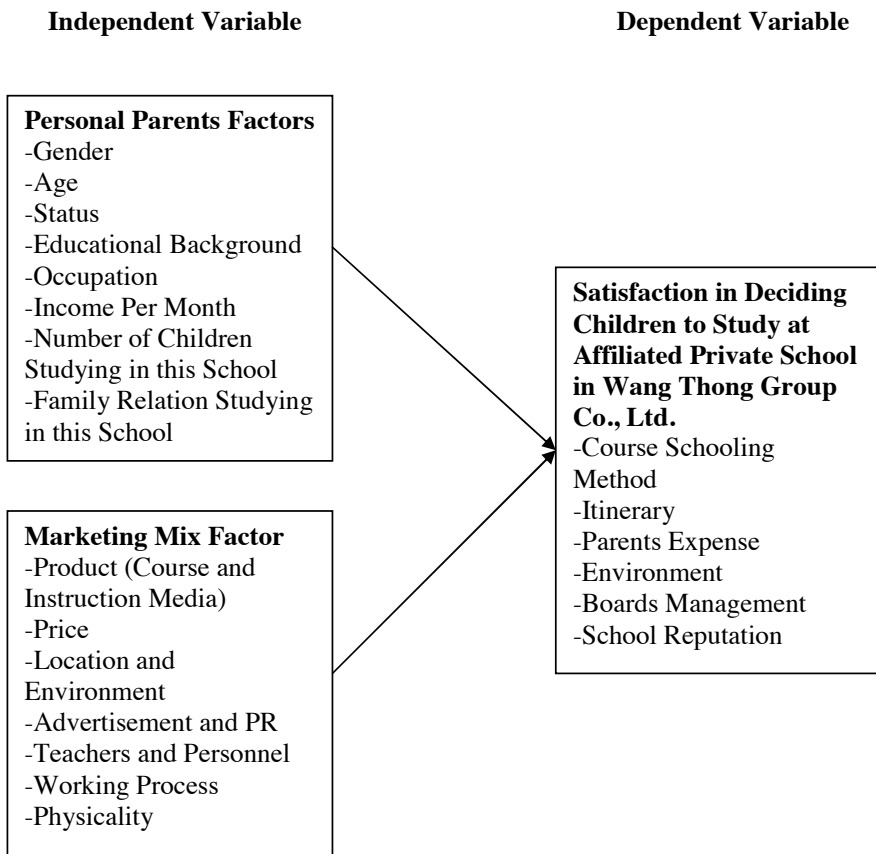 Independent Variable
Dependent Variable
Personal Parents Factors
-Gender
-Age
-Status
-Educational Background
-Occupation
-Income Per Month
-Number of Children
Studying in this School
-Family Relation Studying
in this School
Marketing Mix Factor
-Product (Course and
Instruction Media)
-Price
-Location and
Environment
-Advertisement and PR
-Teachers and Personnel
-Working Process
-Physicality
Satisfaction in Deciding
Children to Study at
Affiliated Private School
in Wang Thong Group
Co., Ltd.
-Course Schooling
Method
-Itinerary
-Parents Expense
-Environment
-Boards Management
-School Reputation